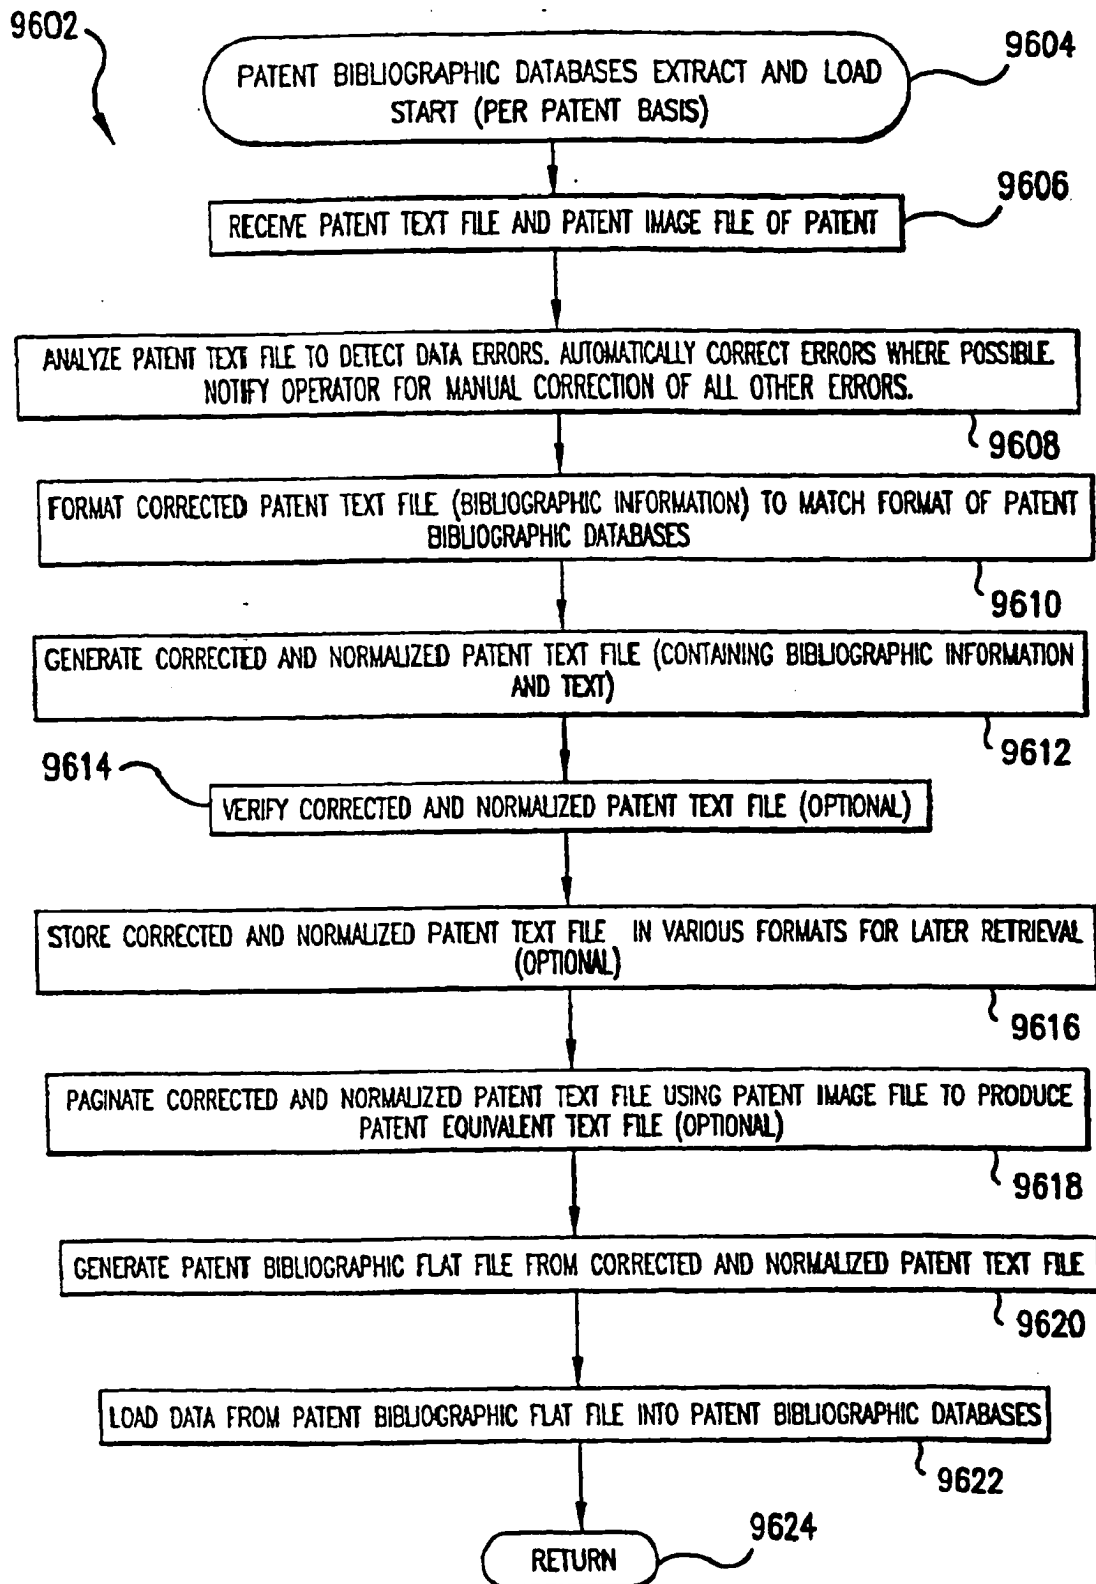 9602
9604
PATENT BIBLIOGRAPHIC DATABASES EXTRACT AND LOAD
START (PER PATENT BASIS)
9606
RECEIVE PATENT TEXT FILE AND PATENT IMAGE FILE OF PATENT
ANALYZE PATENT TEXT FILE TO DETECT DATA ERRORS. AUTOMATICALLY CORRECT ERRORS WHERE POSSIBLE.
NOTIFY OPERATOR FOR MANUAL CORRECTION OF ALL OTHER ERRORS.
9608
FORMAT CORRECTED PATENT TEXT FILE (BIBLIOGRAPHIC INFORMATION) TO MATCH FORMAT OF PATENT
BIBLIOGRAPHIC DATABASES
9610
GENERATE CORRECTED AND NORMALIZED PATENT TEXT FILE (CONTAINING BIBLIOGRAPHIC INFORMATION
AND TEXT)
9612
9614
VERIFY CORRECTED AND NORMALIZED PATENT TEXT FILE (OPTIONAL)
STORE CORRECTED AND NORMALIZED PATENT TEXT FILE IN VARIOUS FORMATS FOR LATER RETRIEVAL
(OPTIONAL)
9616
PAGINATE CORRECTED AND NORMALIZED PATENT TEXT FILE USING PATENT IMAGE FILE TO PRODUCE
PATENT EQUIVALENT TEXT FILE (OPTIONAL)
9618
GENERATE PATENT BIBLIOGRAPHIC FLAT FILE FROM CORRECTED AND NORMALIZED PATENT TEXT FILE
9620
LOAD DATA FROM PATENT BIBLIOGRAPHIC FLAT FILE INTO PATENT BIBLIOGRAPHIC DATABASES
9622
9624
RETURN